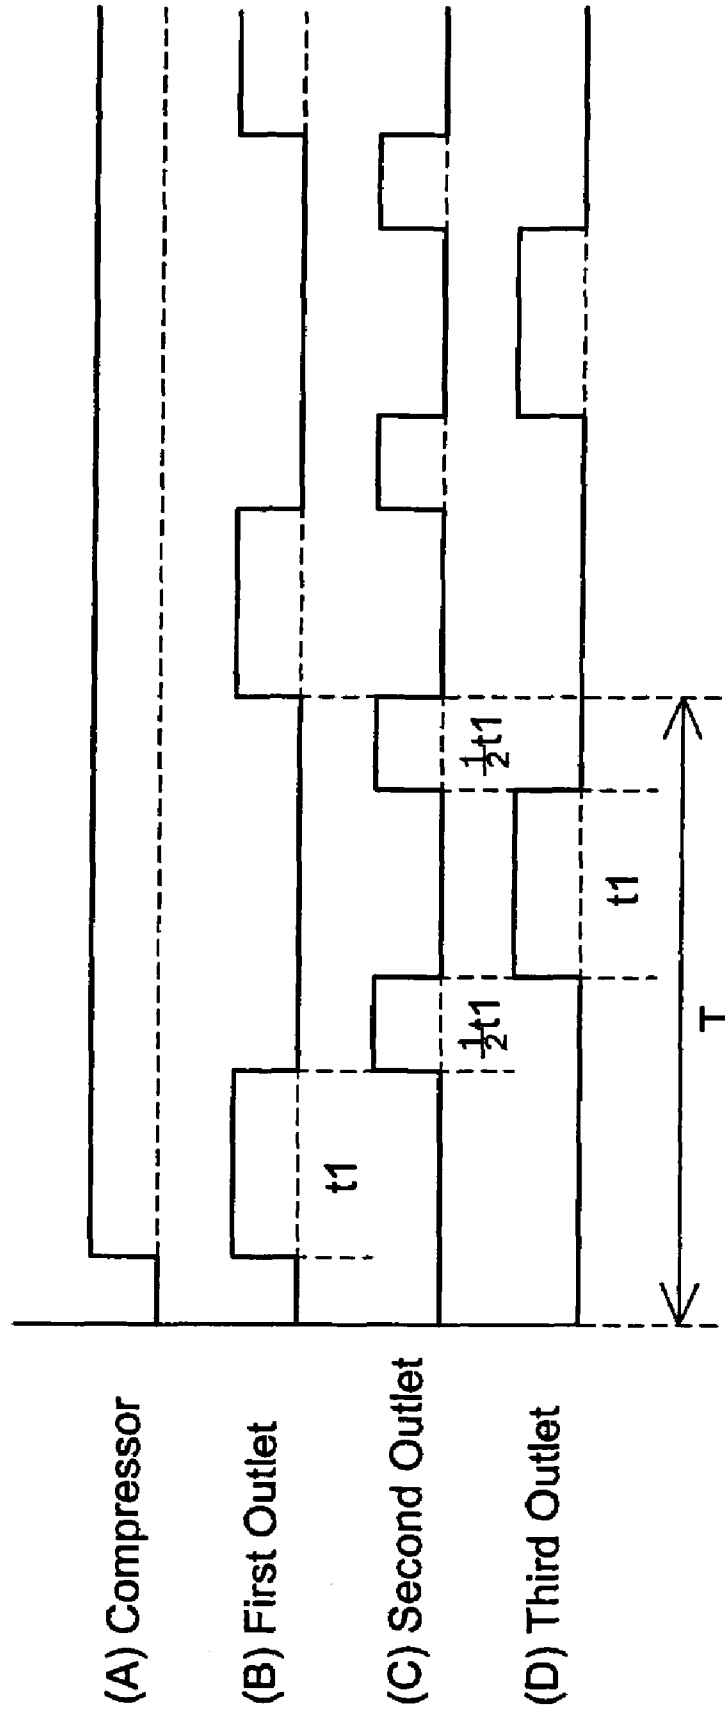 (A) Compressor
(B) First Outlet
t1
(C) Second Outlet
½t1
½t1
(D) Third Outlet
t1
T